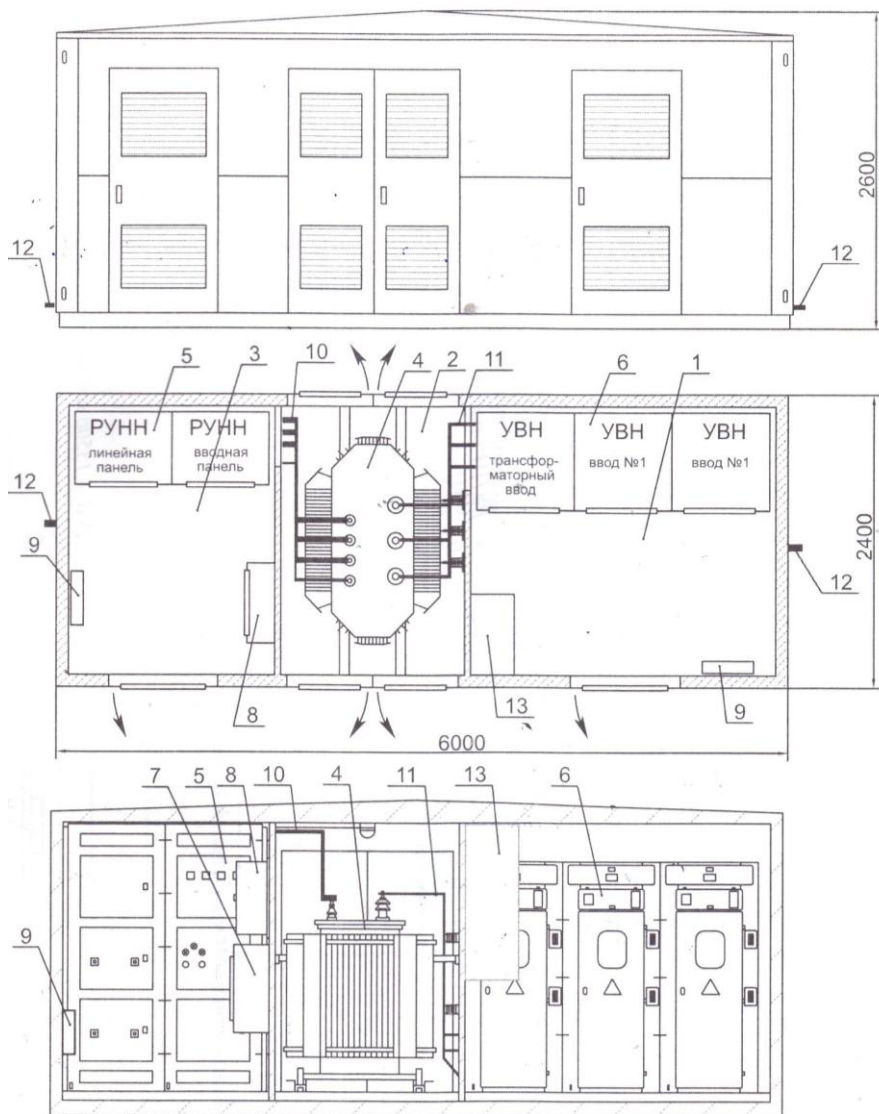 2600
12
12
5
3
10
2
4
11
6
1
РУНН
линейная
панель
РУНН
вводная
панель
УВН
трансфор-
маторный
ввод
УВН
ввод №1
УВН
ввод №1
12
9
8
13
9
12
2400
6000
7
5
8
10
4
11
13
6
9